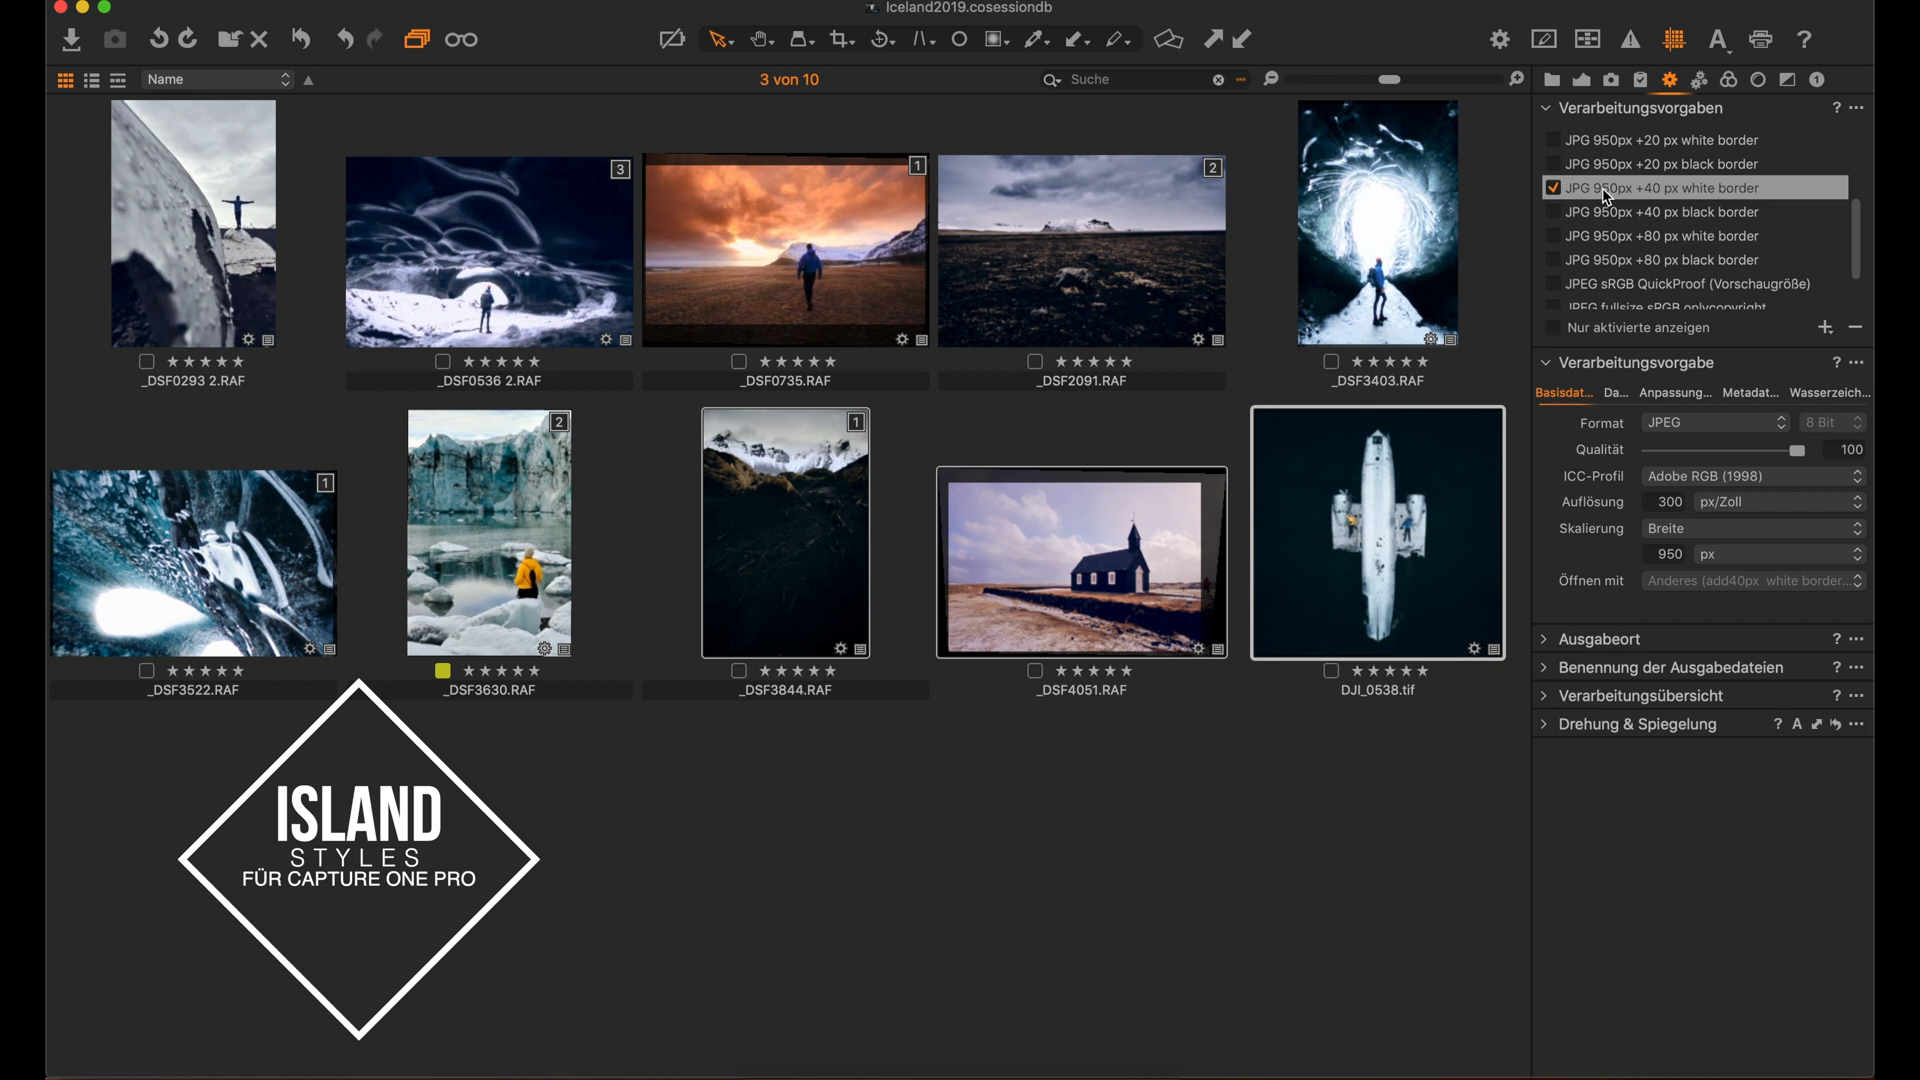 Iceland2019.cosessiondb
Name
3 von 10
Suche
Verarbeitungsvorgaben
JPG 950px +20 px white border
JPG 950px +20 px black border
JPG 950px +40 px white border
JPG 950px +40 px black border
JPG 950px +80 px white border
JPG 950px +80 px black border
JPEG sRGB QuickProof (Vorschaugröße)
JPEG fullsize sRGB onlycopyright
Nur aktivierte anzeigen
Verarbeitungsvorgabe
Basisdat... Da... Anpassung... Metadat... Wasserzeich...
Format JPEG 8 Bit
Qualität 100
ICC-Profil Adobe RGB (1998)
Auflösung 300 px/Zoll
Skalierung Breite
950 px
Öffnen mit Anderes (add40px white border...
Ausgabeort
Benennung der Ausgabedateien
Verarbeitungsübersicht
Drehung & Spiegelung
3
1
2
_DSF0293 2.RAF
_DSF0536 2.RAF
_DSF0735.RAF
_DSF2091.RAF
_DSF3403.RAF
1
2
1
_DSF3522.RAF
_DSF3630.RAF
_DSF3844.RAF
_DSF4051.RAF
DJI_0538.tif
ISLAND
STYLES
FÜR CAPTURE ONE PRO